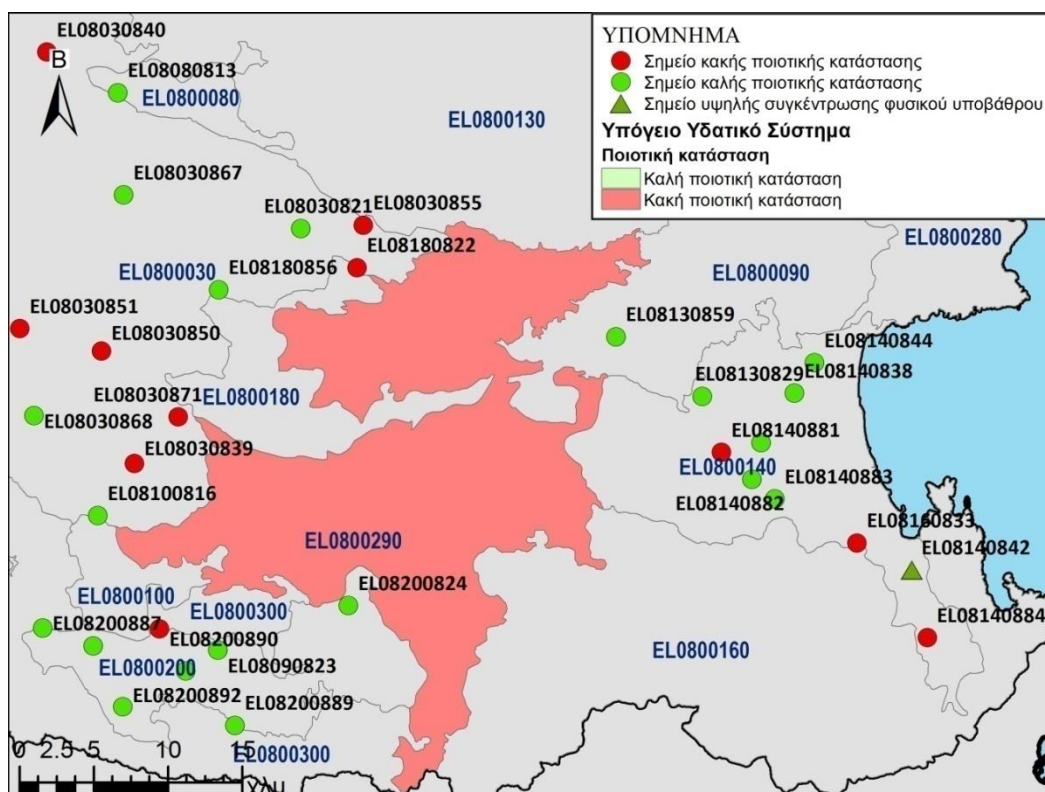 EL08030840
B
EL08080813
EL0800080
EL0800130
ΥΠΟΜΝΗΜΑ
Σημείο κακής ποιοτικής κατάστασης
Σημείο καλής ποιοτικής κατάστασης
Σημείο υψηλής συγκέντρωσης φυσικού υποβάθρου
Υπόγειο Υδατικό Σύστημα
Ποιοτική κατάσταση
Καλή ποιοτική κατάσταση
Κακή ποιοτική κατάσταση
EL08030867
EL08030821
EL08030855
EL08180822
EL0800280
EL0800030
EL08180856
EL0800090
EL08030851
EL08030850
EL08130859
EL08140844
EL08130829
EL08140838
EL08030871
EL0800180
EL08030868
EL08030839
EL08140881
EL0800140
EL08140883
EL08140882
EL08100816
EL08160833
EL0800290
EL08140842
EL08200824
EL0800100
EL0800300
EL08200887
EL08200890
EL08140884
EL0800200
EL08090823
EL0800160
EL08200892
EL08200889
EL0800300
0 2.5 5 10 15